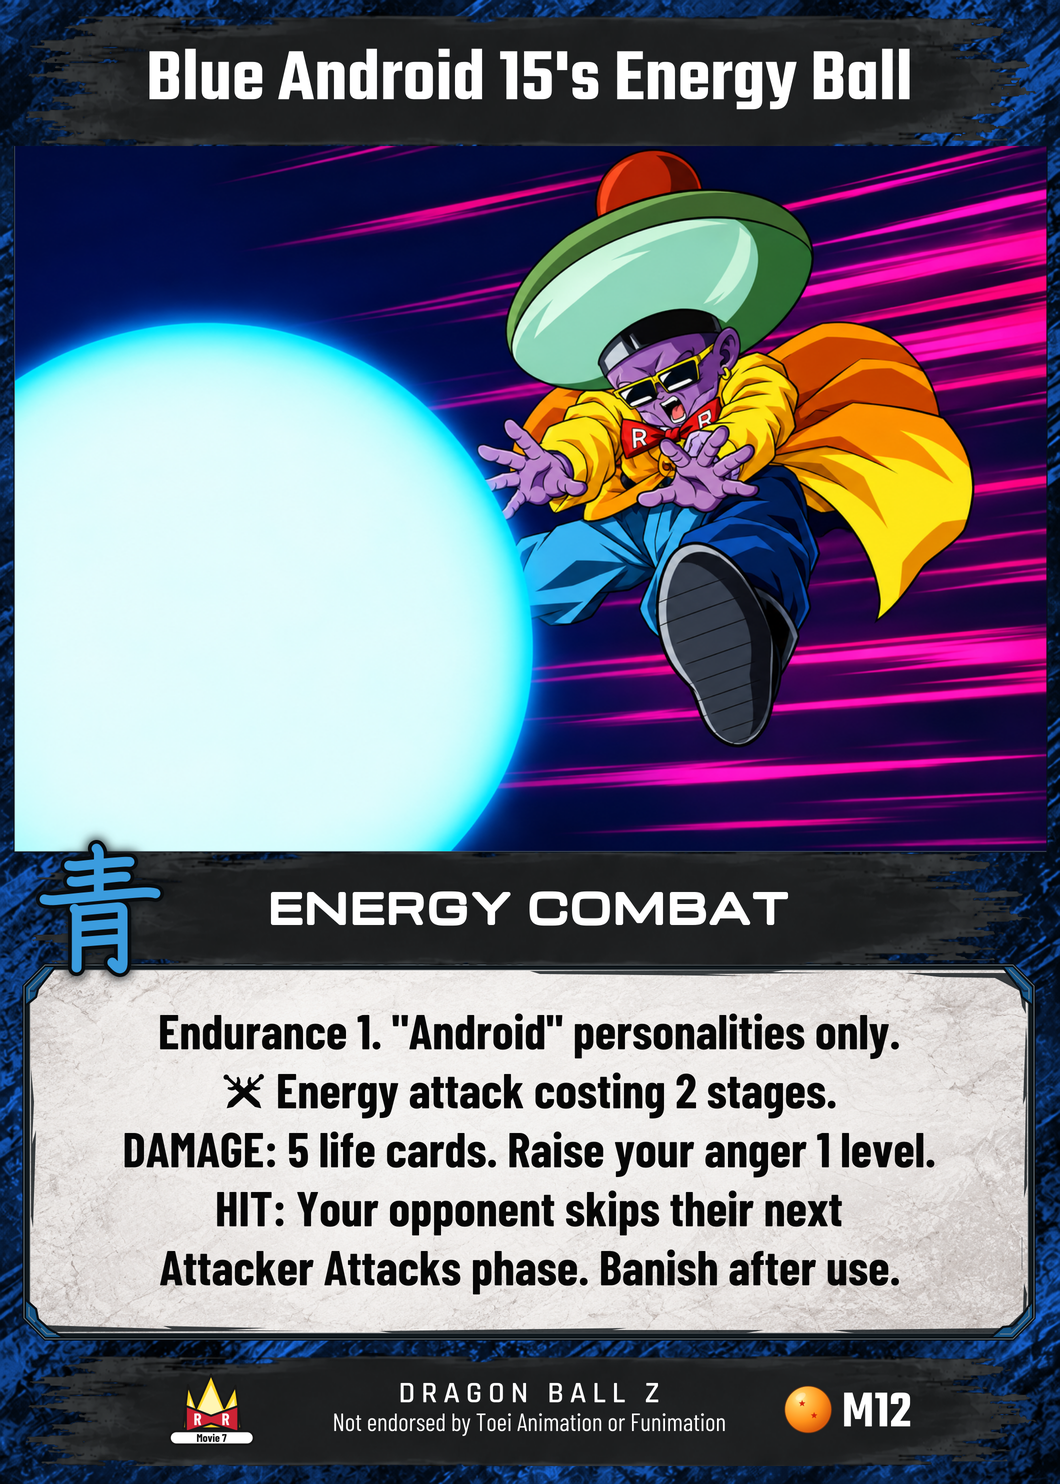 Blue Android 15's Energy Ball
R R
青
ENERGY COMBAT
Endurance 1. "Android" personalities only.
Energy attack costing 2 stages.
DAMAGE: 5 life cards. Raise your anger 1 level.
HIT: Your opponent skips their next
Attacker Attacks phase. Banish after use.
R R
Movie 7
DRAGON BALL Z
Not endorsed by Toei Animation or Funimation
M12